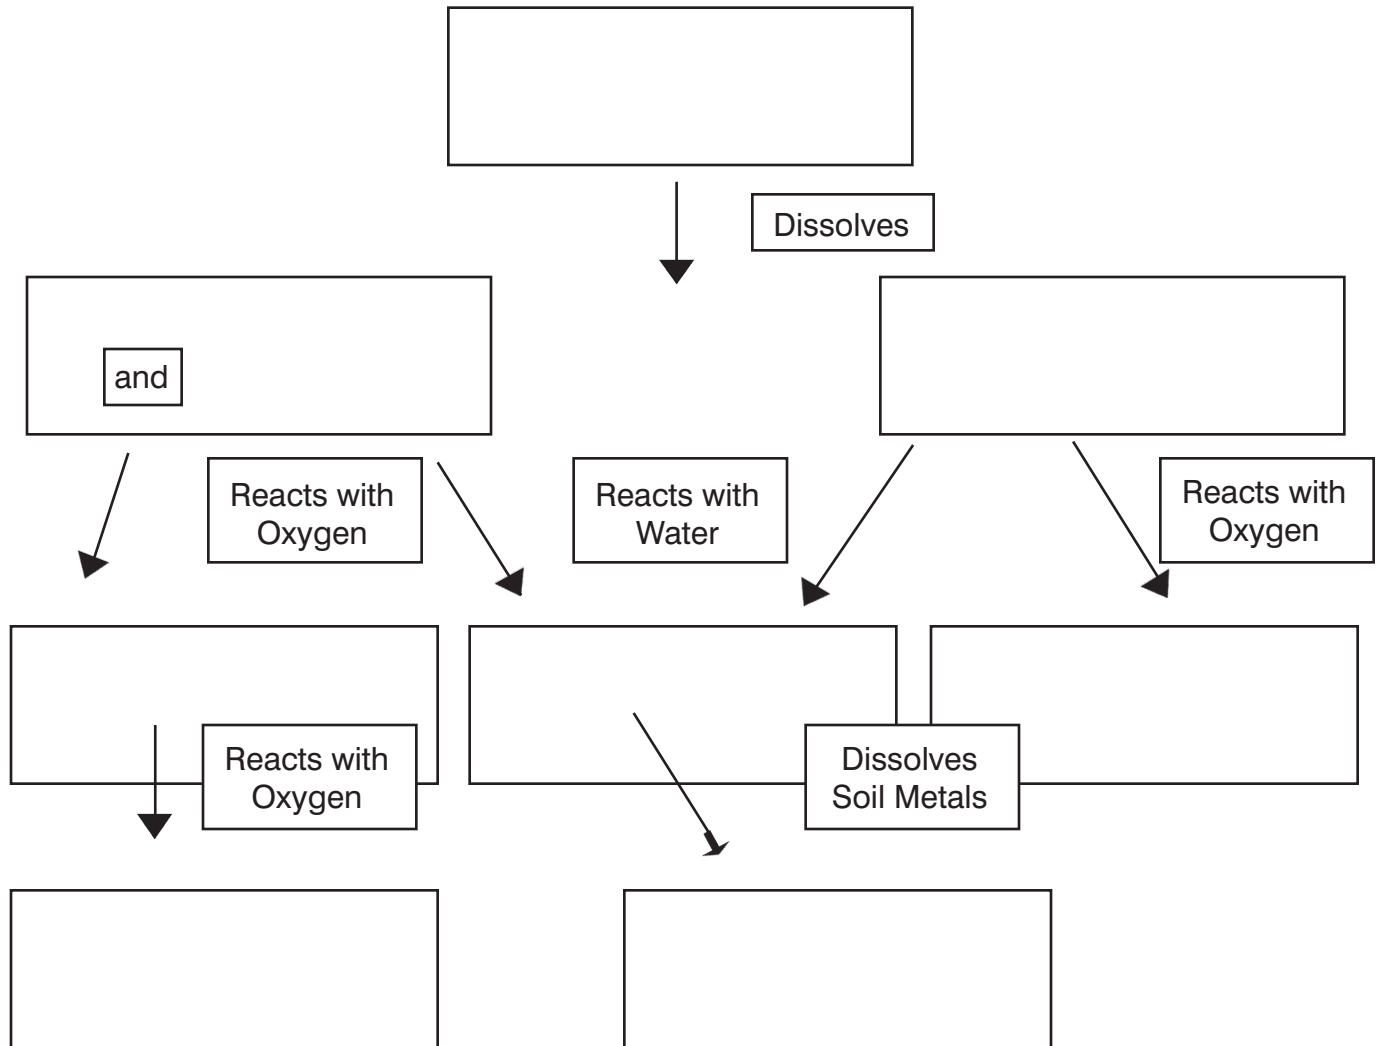 Dissolves
and
Reacts with
Oxygen
Reacts with
Water
Reacts with
Oxygen
Reacts with
Oxygen
Dissolves
Soil Metals